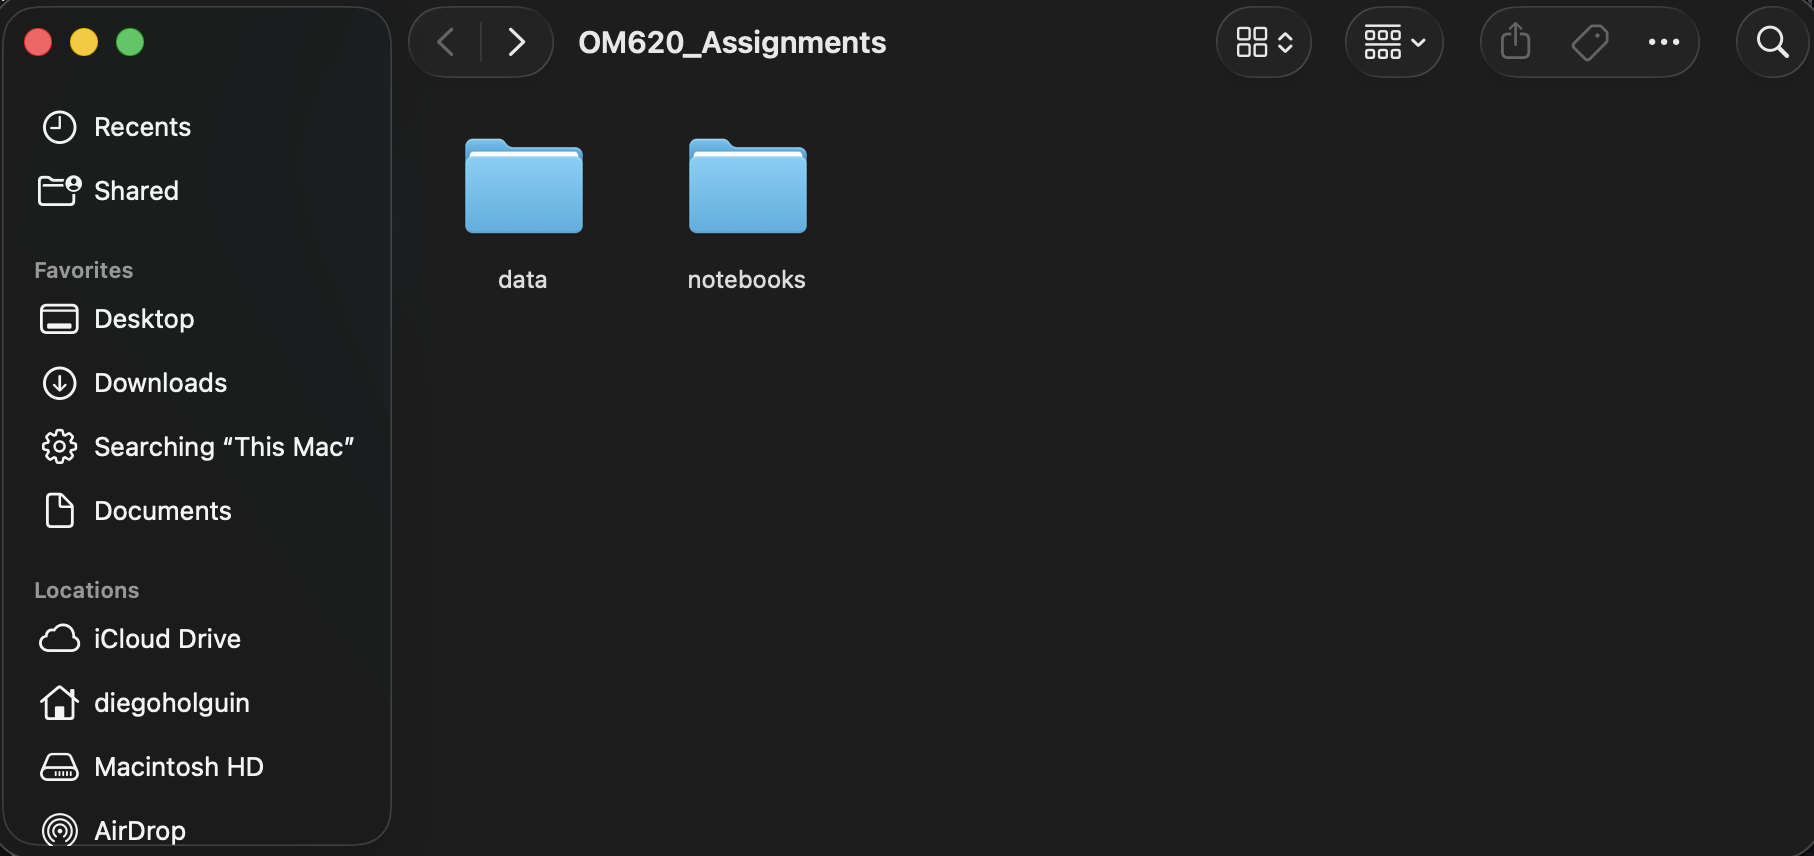 OM620_Assignments
Recents
Shared
Favorites
Desktop
Downloads
Searching “This Mac”
Documents
Locations
iCloud Drive
diegoholguin
Macintosh HD
AirDrop
data
notebooks